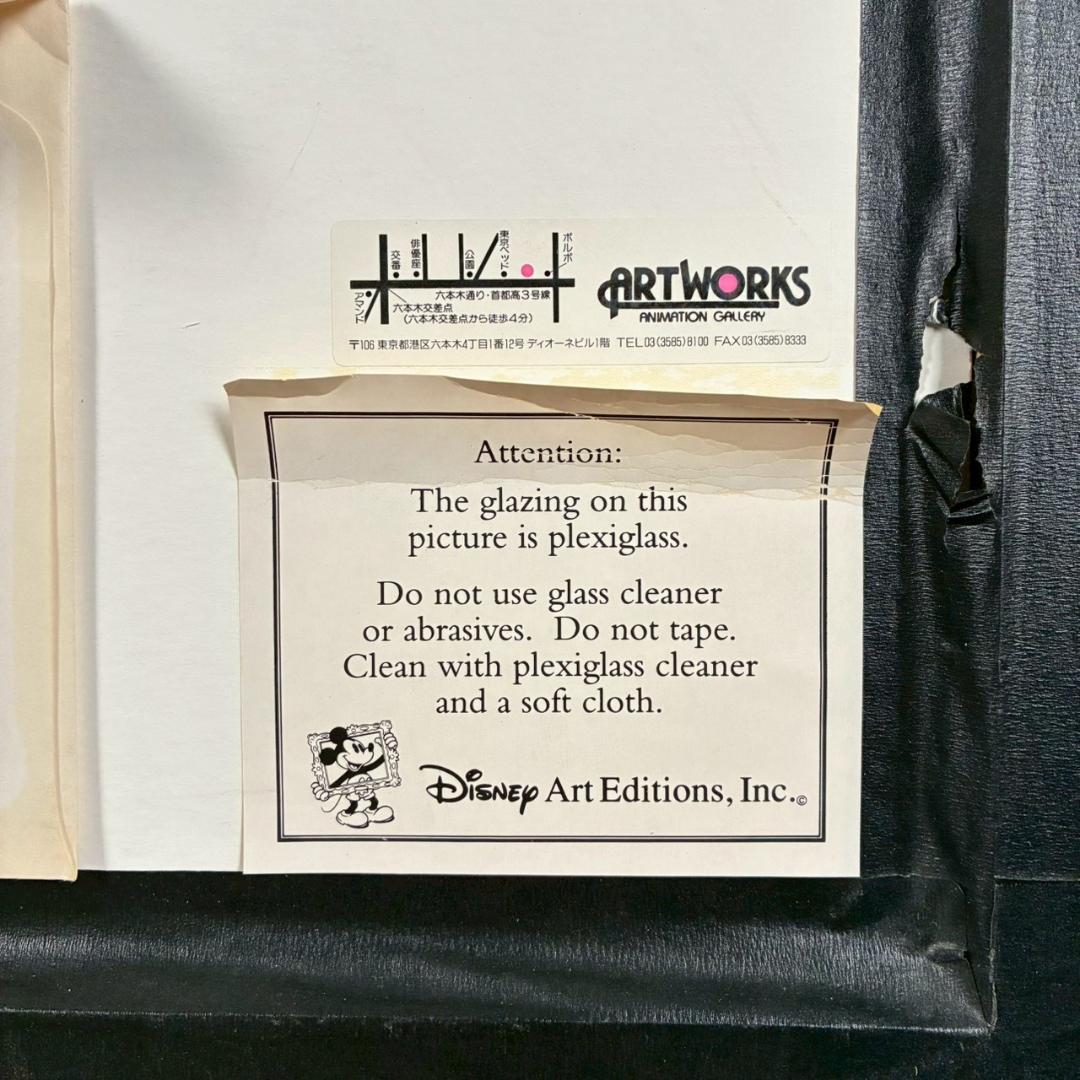 交番
俳優座
公園
東京ベッド
ボルボ
アマンド
六本木通り・首都高3号線
六本木交差点
(六本木交差点から徒歩4分)
ARTWORKS
ANIMATION GALLERY
〒106 東京都港区六本木4丁目1番12号 ディオーネビル1階 TEL03(3585)8100 FAX03(3585)8333
Attention:
The glazing on this
picture is plexiglass.
Do not use glass cleaner
or abrasives. Do not tape.
Clean with plexiglass cleaner
and a soft cloth.
Disney Art Editions, Inc.©